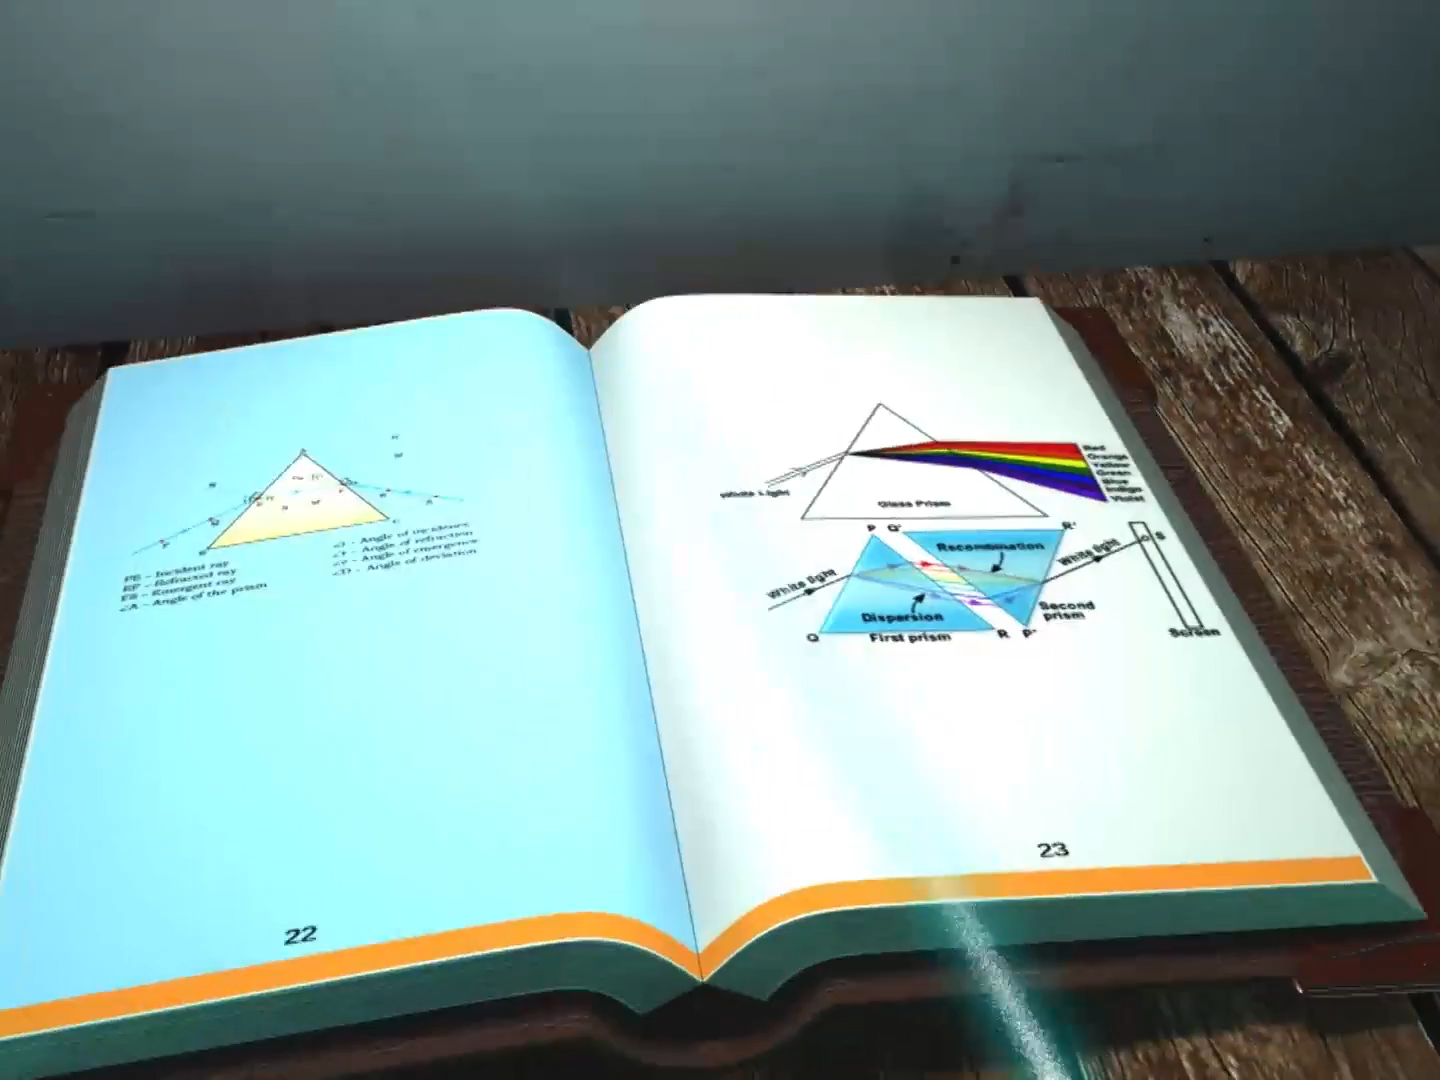 PE - Incident ray
EF - Refracted ray
FS - Emergent ray
∠A - Angle of the prism
∠i - Angle of incidence
∠r - Angle of refraction
∠e - Angle of emergence
∠D - Angle of deviation
22
White Light
Glass Prism
Red
Orange
Yellow
Green
Blue
Indigo
Violet
P Q' R'
Recombination
White light
White light
S
Dispersion
Second
prism
Q First prism R P'
Screen
23